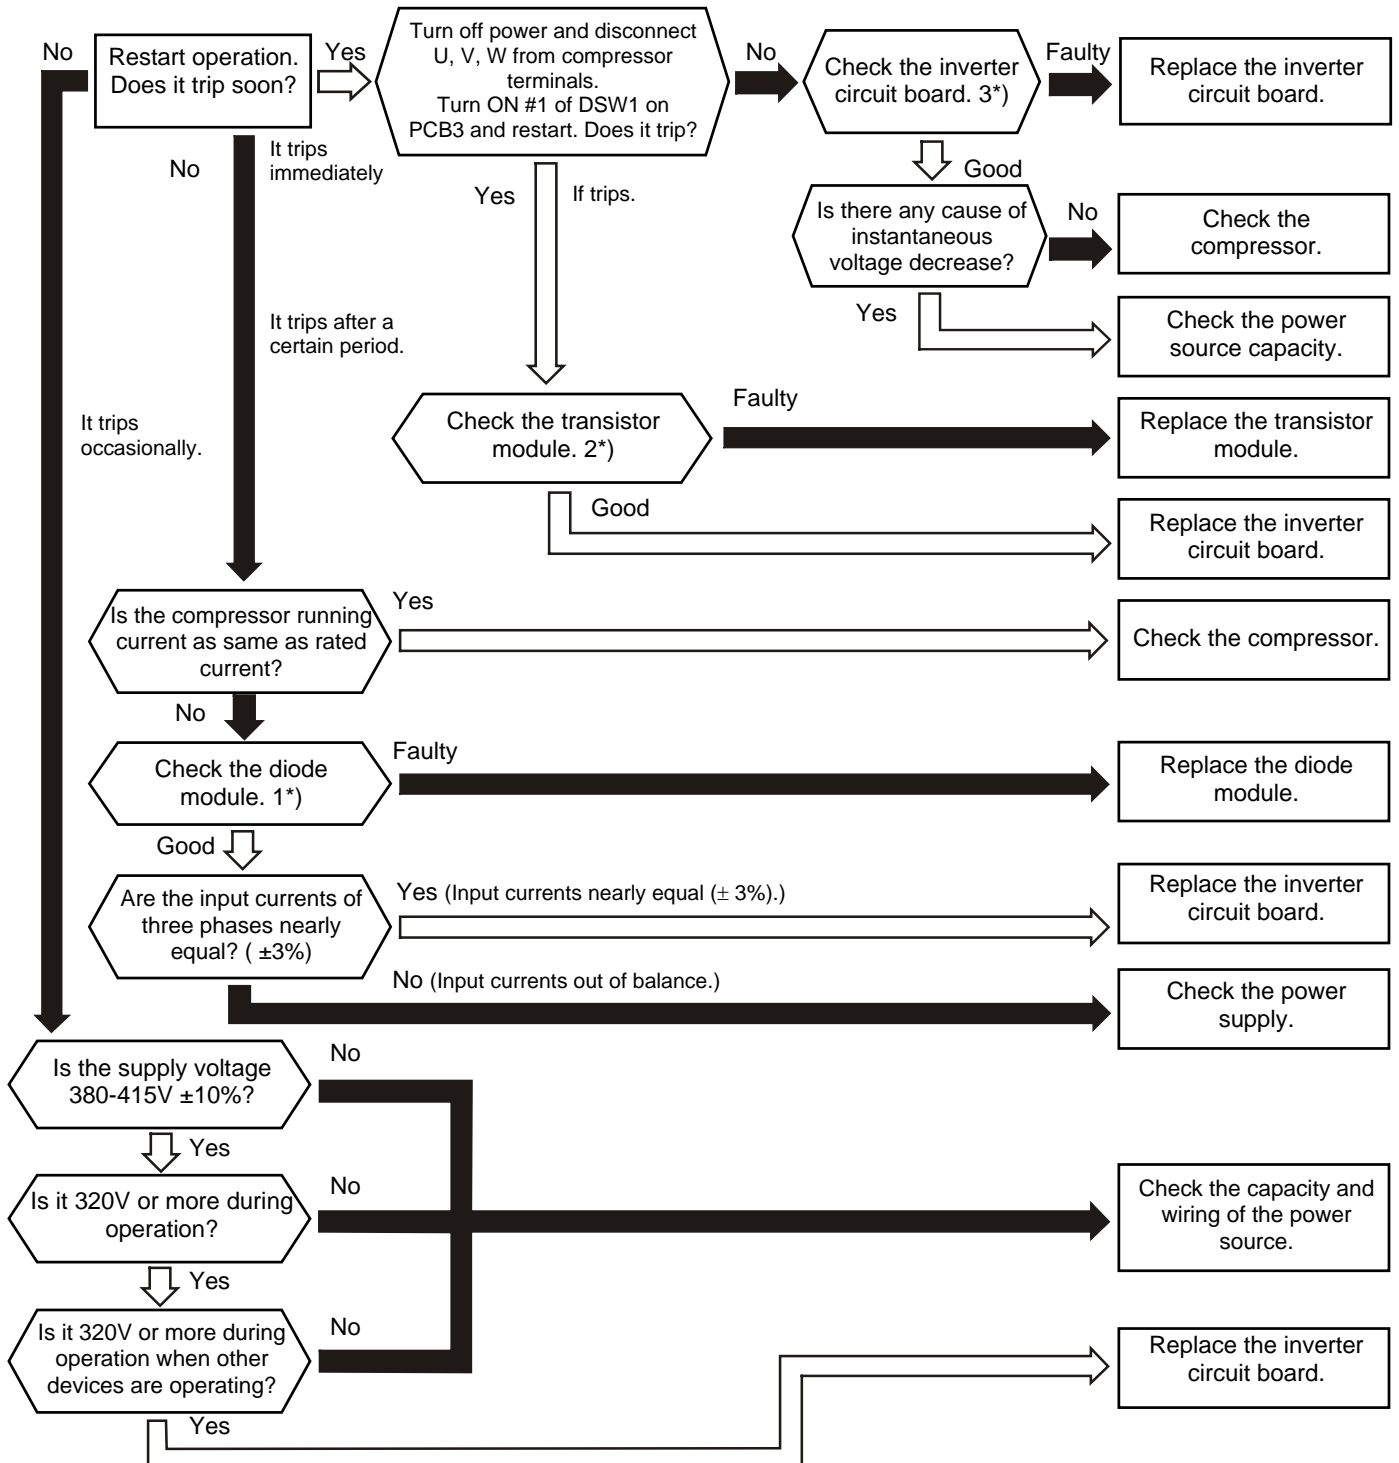 No
Restart operation.
Does it trip soon?
Yes
Turn off power and disconnect
U, V, W from compressor
terminals.
Turn ON #1 of DSW1 on
PCB3 and restart. Does it trip?
No
Check the inverter
circuit board. 3*)
Faulty
Replace the inverter
circuit board.
No
It trips
immediately
Yes
If trips.
Good
Is there any cause of
instantaneous
voltage decrease?
No
Check the
compressor.
Yes
Check the power
source capacity.
It trips after a
certain period.
It trips
occasionally.
Check the transistor
module. 2*)
Faulty
Replace the transistor
module.
Good
Replace the inverter
circuit board.
Is the compressor running
current as same as rated
current?
Yes
Check the compressor.
No
Check the diode
module. 1*)
Faulty
Replace the diode
module.
Good
Are the input currents of
three phases nearly
equal? ( ±3%)
Yes (Input currents nearly equal (± 3%).)
Replace the inverter
circuit board.
No (Input currents out of balance.)
Check the power
supply.
Is the supply voltage
380-415V ±10%?
No
Yes
Is it 320V or more during
operation?
No
Check the capacity and
wiring of the power
source.
Yes
Is it 320V or more during
operation when other
devices are operating?
No
Replace the inverter
circuit board.
Yes